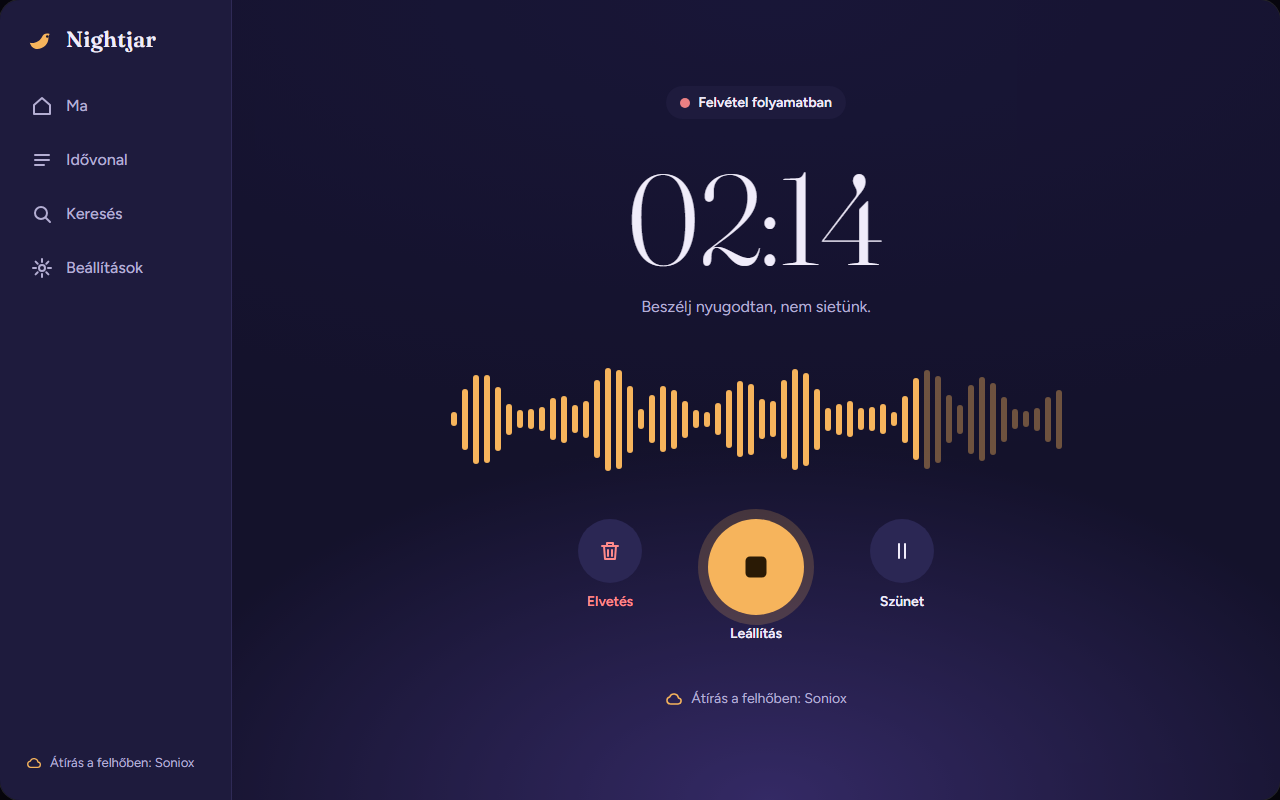 Nightjar
Ma
Idővonal
Keresés
Beállítások
Átírás a felhőben: Soniox
Felvétel folyamatban
02:14
Beszélj nyugodtan, nem sietünk.
Elvetés
Leállítás
Szünet
Átírás a felhőben: Soniox